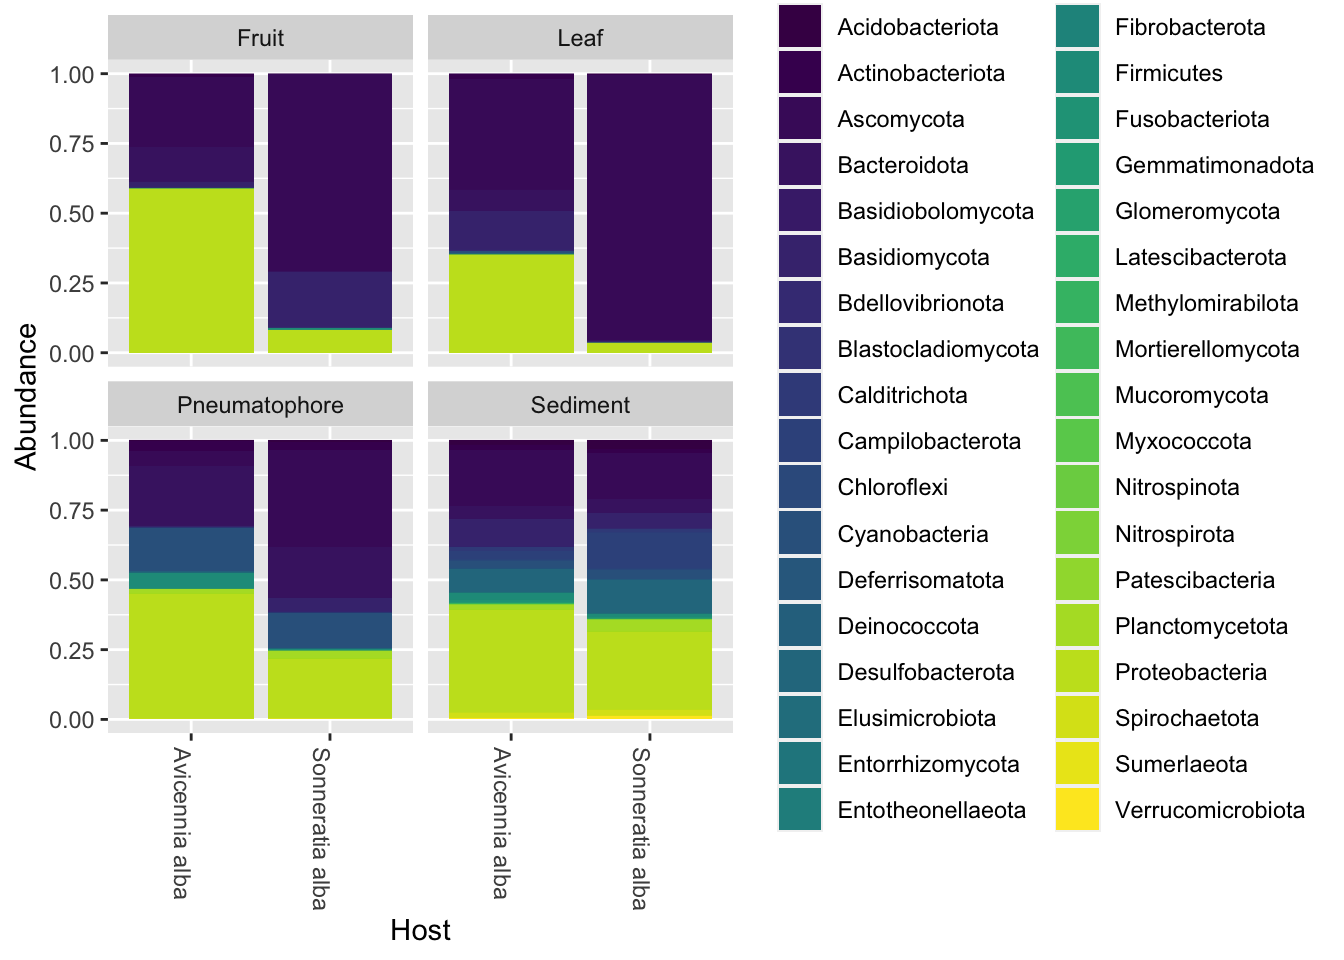 Fruit
Leaf
1.00
0.75
0.50
0.25
0.00
Pneumatophore
Sediment
1.00
0.75
0.50
0.25
0.00
Abundance
Avicennia alba
Sonneratia alba
Avicennia alba
Sonneratia alba
Host
Acidobacteriota
Actinobacteriota
Ascomycota
Bacteroidota
Basidiobolomycota
Basidiomycota
Bdellovibrionota
Blastocladiomycota
Calditrichota
Campilobacterota
Chloroflexi
Cyanobacteria
Deferrisomatota
Deinococcota
Desulfobacterota
Elusimicrobiota
Entorrhizomycota
Entotheonellaeota
Fibrobacterota
Firmicutes
Fusobacteriota
Gemmatimonadota
Glomeromycota
Latescibacterota
Methylomirabilota
Mortierellomycota
Mucoromycota
Myxococcota
Nitrospinota
Nitrospirota
Patescibacteria
Planctomycetota
Proteobacteria
Spirochaetota
Sumerlaeota
Verrucomicrobiota